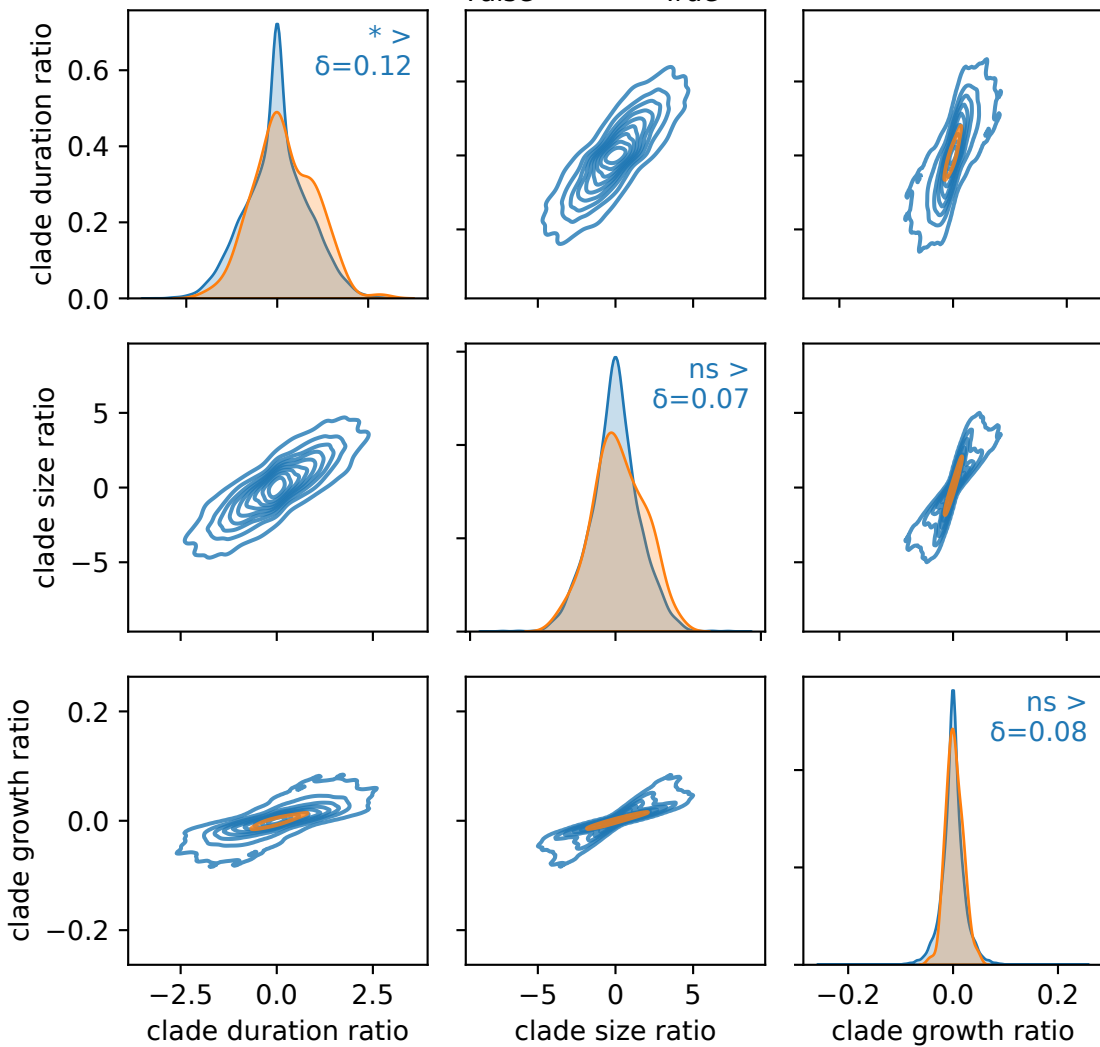 clade duration ratio
0.6
0.4
0.2
0.0
* >
δ=0.12
clade size ratio
5
0
−5
ns >
δ=0.07
clade growth ratio
0.2
0.0
−0.2
ns >
δ=0.08
−2.5 0.0 2.5
−5 0 5
−0.2 0.0 0.2
clade duration ratio
clade size ratio
clade growth ratio